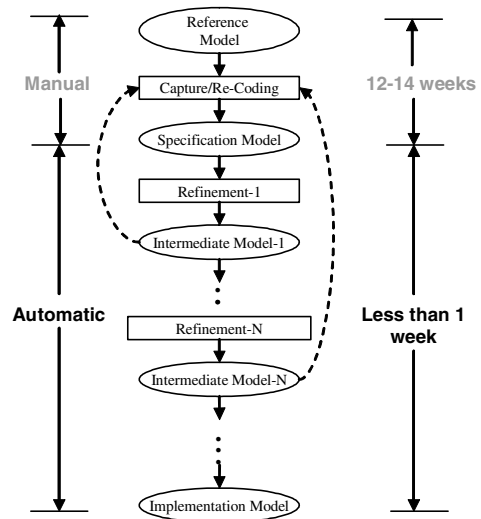 Reference
Model
Manual
Capture/Re-Coding
12-14 weeks
Specification Model
Refinement-1
Intermediate Model-1
Automatic
Refinement-N
Less than 1
week
Intermediate Model-N
Implementation Model